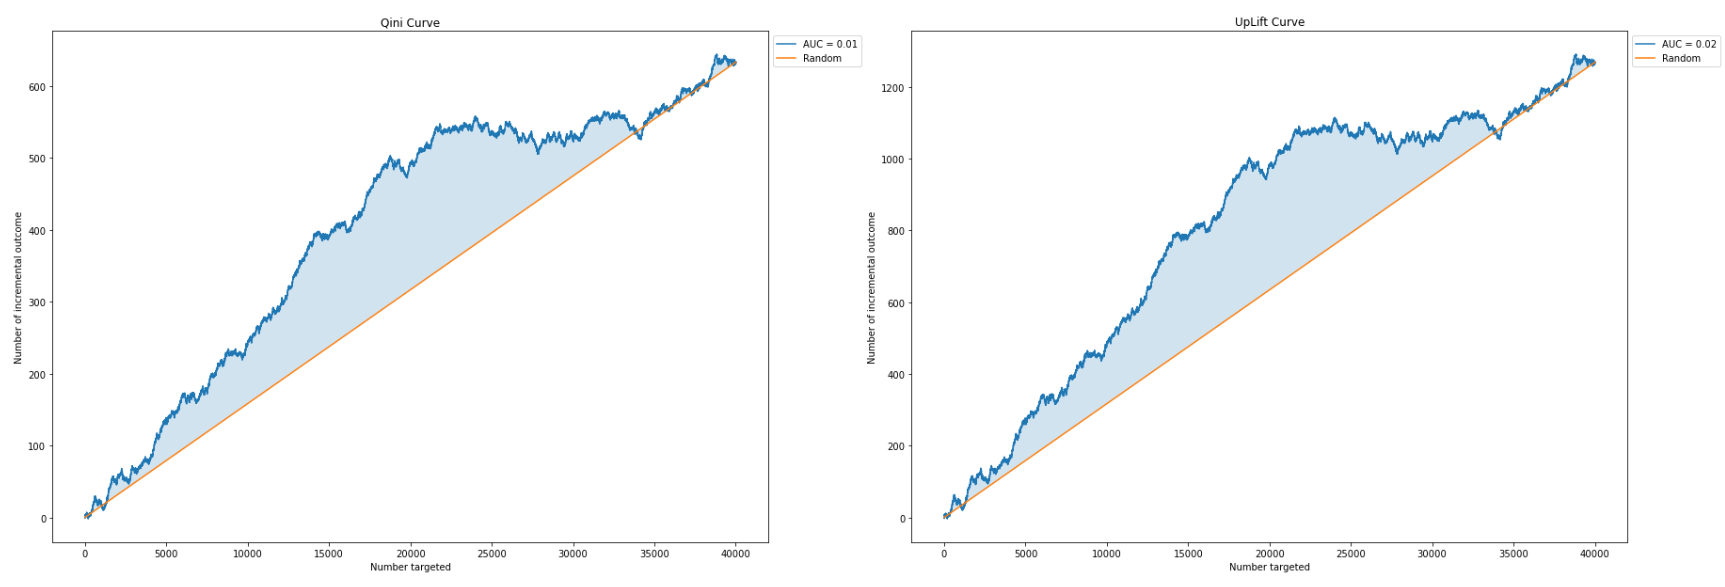 Qini Curve
AUC = 0.01
Random
600
500
400
300
200
100
0
Number of incremental outcome
0 5000 10000 15000 20000 25000 30000 35000 40000
Number targeted
UpLift Curve
AUC = 0.02
Random
1200
1000
800
600
400
200
0
Number of incremental outcome
0 5000 10000 15000 20000 25000 30000 35000 40000
Number targeted